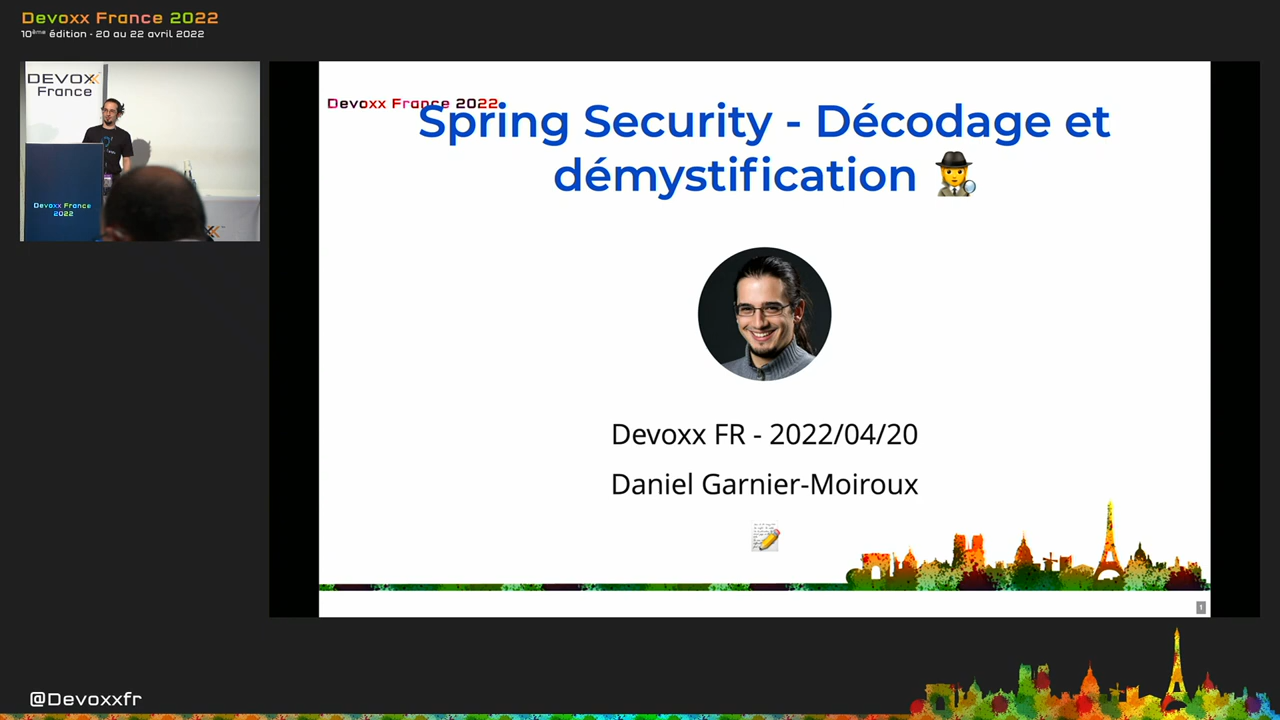 Devoxx France 2022
10ème édition - 20 au 22 avril 2022
DEVOXX
France
Devoxx France
2022
Devoxx France 2022
Spring Security - Décodage et
démystification
Devoxx FR - 2022/04/20
Daniel Garnier-Moiroux
1
@Devoxxfr